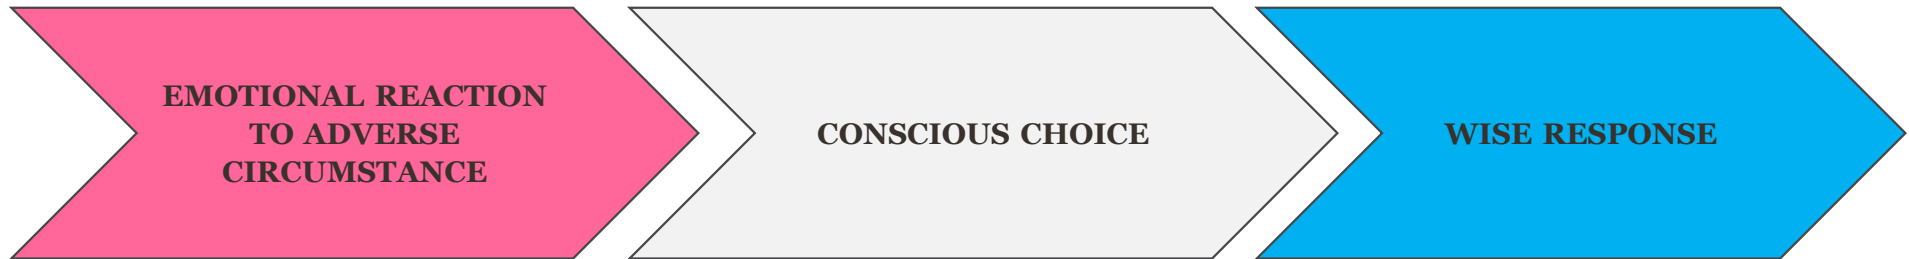 EMOTIONAL REACTION
TO ADVERSE
CIRCUMSTANCE
CONSCIOUS CHOICE
WISE RESPONSE